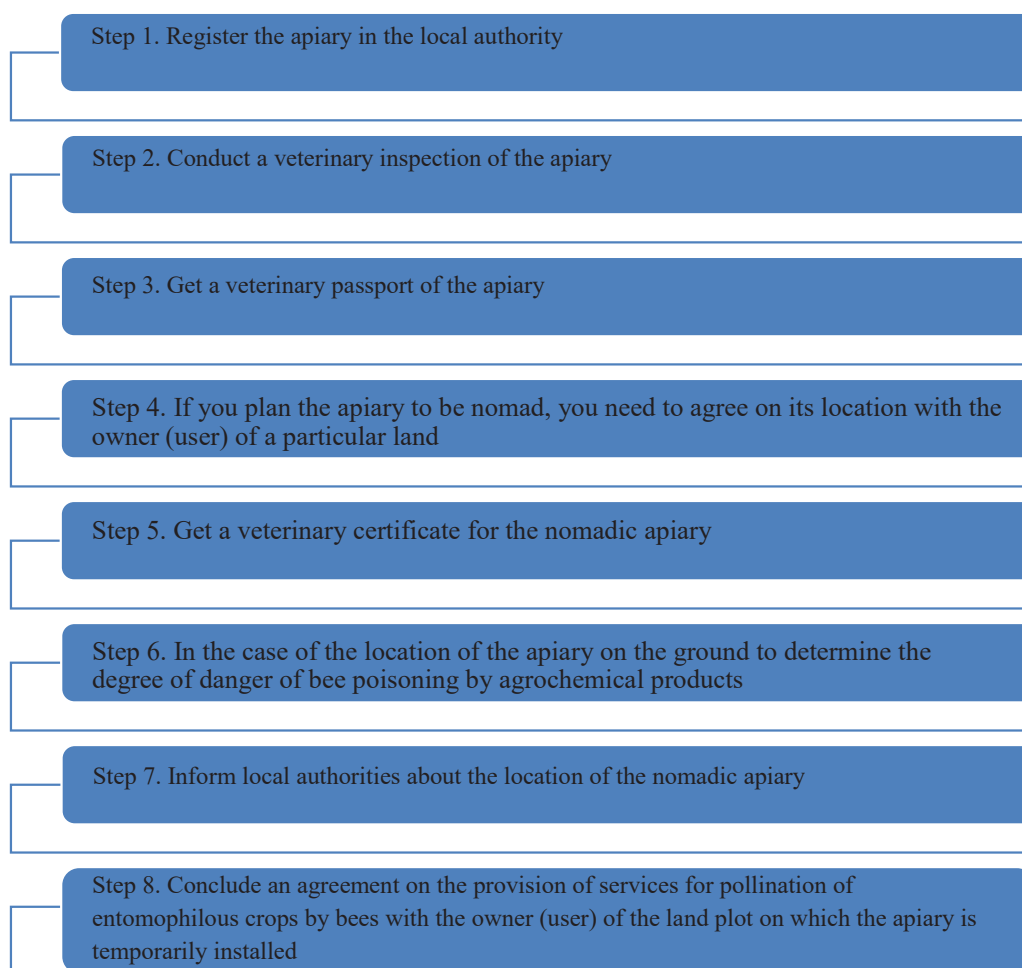 Step 1. Register the apiary in the local authority
Step 2. Conduct a veterinary inspection of the apiary
Step 3. Get a veterinary passport of the apiary
Step 4. If you plan the apiary to be nomad, you need to agree on its location with the
owner (user) of a particular land
Step 5. Get a veterinary certificate for the nomadic apiary
Step 6. In the case of the location of the apiary on the ground to determine the
degree of danger of bee poisoning by agrochemical products
Step 7. Inform local authorities about the location of the nomadic apiary
Step 8. Conclude an agreement on the provision of services for pollination of
entomophilous crops by bees with the owner (user) of the land plot on which the apiary is
temporarily installed